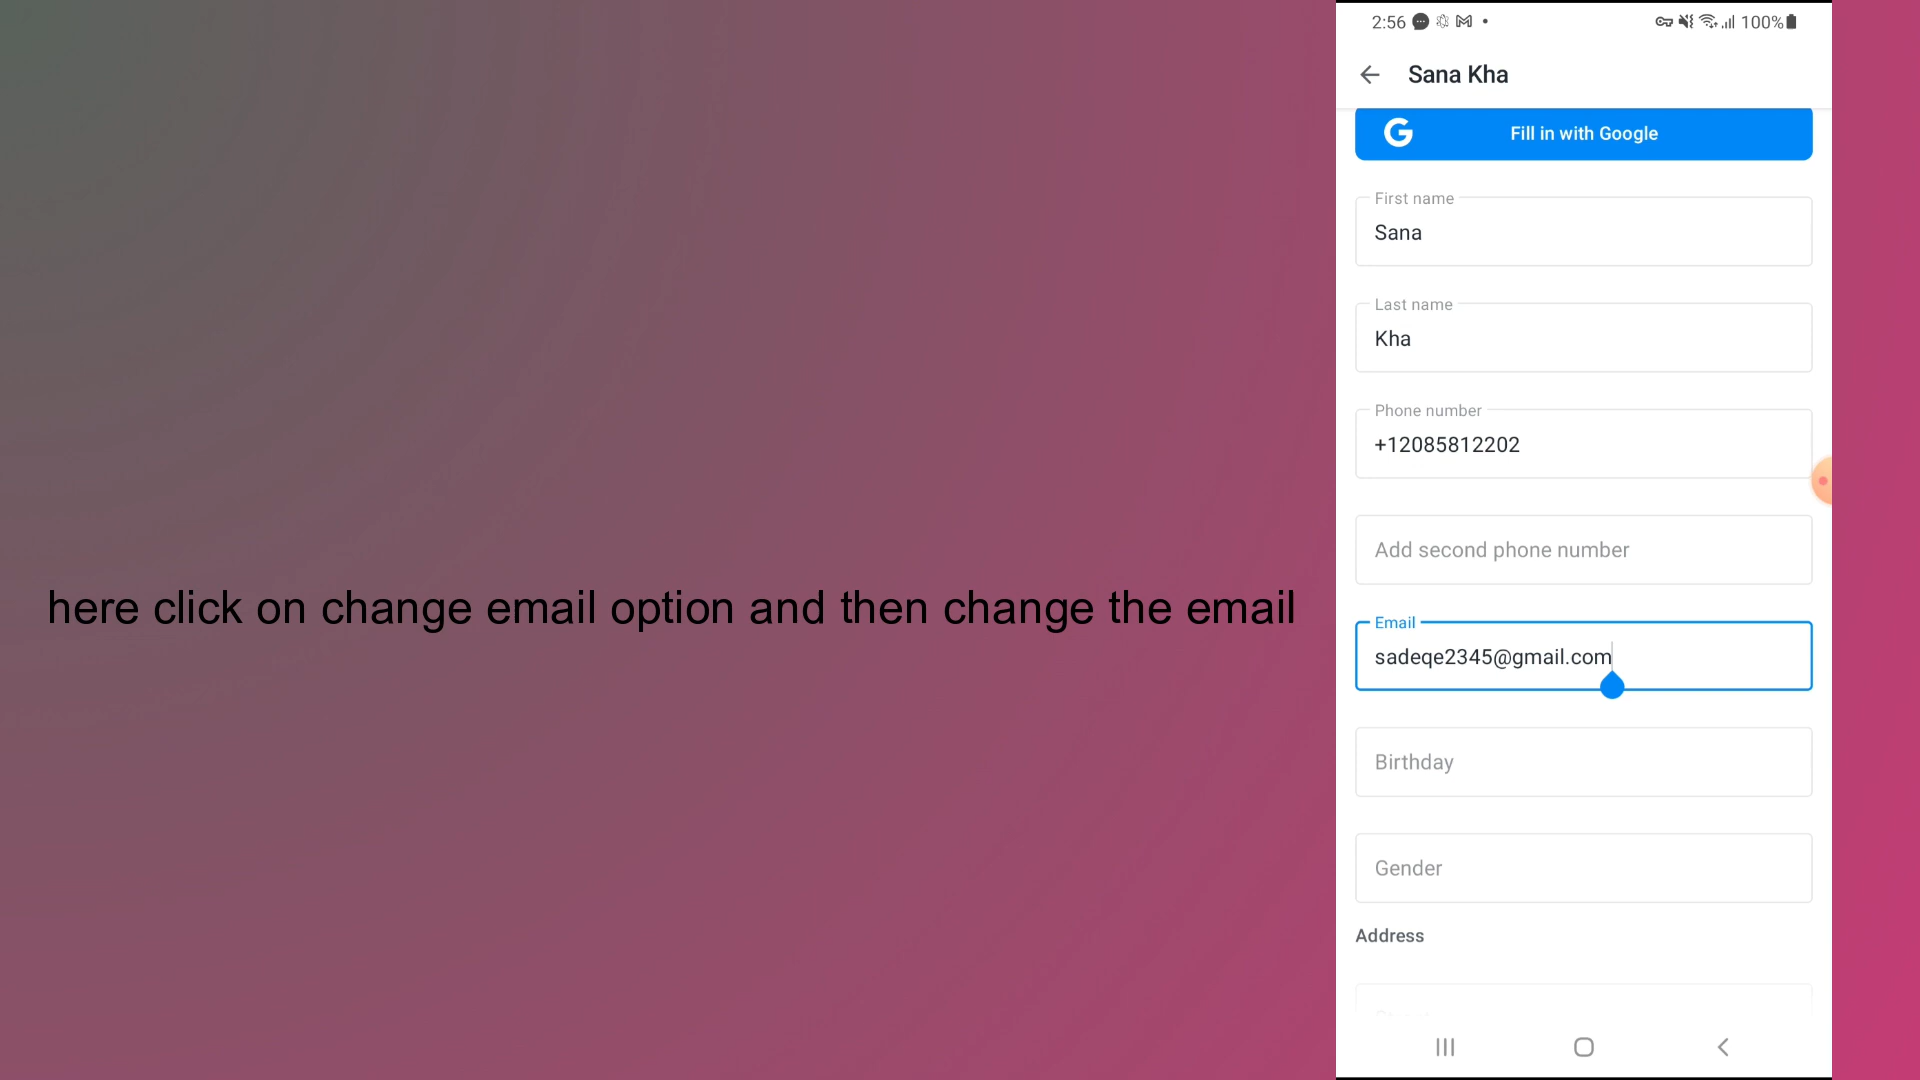 2:56
100%
Sana Kha
Fill in with Google
First name
Sana
Last name
Kha
Phone number
+12085812202
Add second phone number
here click on change email option and then change the email
Email
sadeqe2345@gmail.com
Birthday
Gender
Address